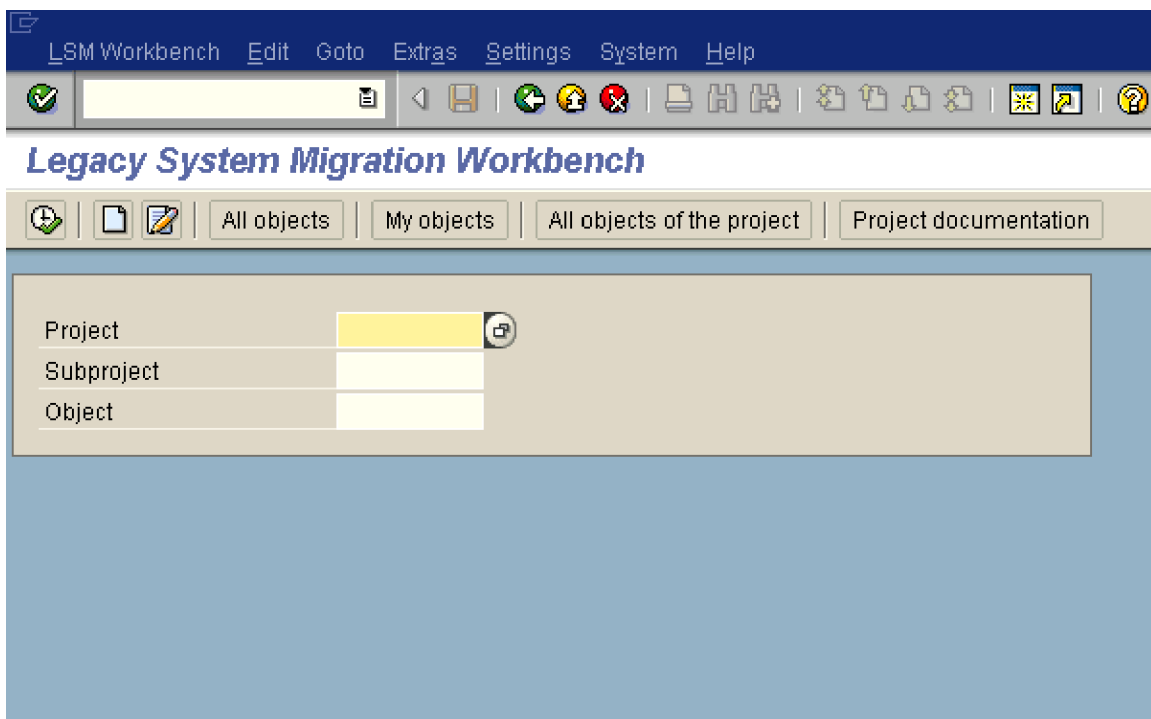 LSM Workbench Edit Goto Extras Settings System Help
Legacy System Migration Workbench
All objects My objects All objects of the project Project documentation
Project
Subproject
Object